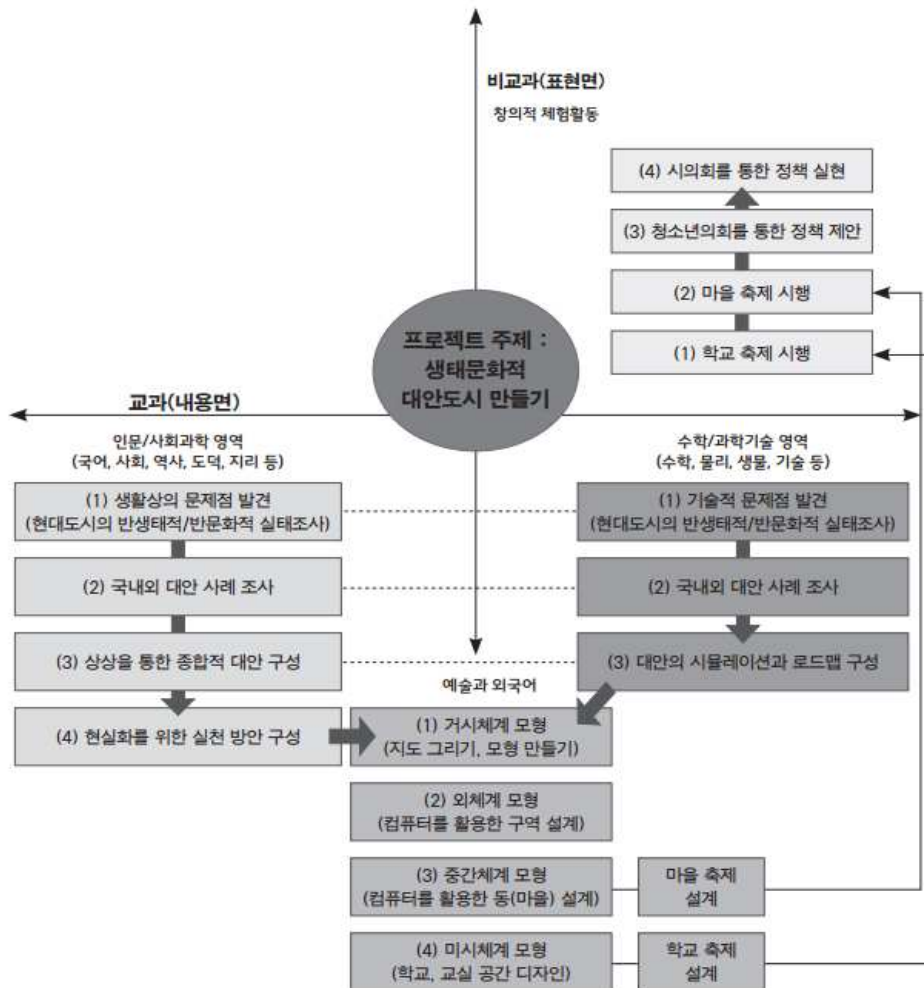 비교과(표현면)
창의적 체험활동
(4) 시의회를 통한 정책 실현
(3) 청소년의회를 통한 정책 제안
(2) 마을 축제 시행
(1) 학교 축제 시행
프로젝트 주제 :
생태문화적
대안도시 만들기
교과(내용면)
인문/사회과학 영역
(국어, 사회, 역사, 도덕, 지리 등)
(1) 생활상의 문제점 발견
(현대도시의 반생태적/반문화적 실태조사)
(2) 국내외 대안 사례 조사
(3) 상상을 통한 종합적 대안 구성
(4) 현실화를 위한 실천 방안 구성
수학/과학기술 영역
(수학, 물리, 생물, 기술 등)
(1) 기술적 문제점 발견
(현대도시의 반생태적/반문화적 실태조사)
(2) 국내외 대안 사례 조사
(3) 대안의 시뮬레이션과 로드맵 구성
예술과 외국어
(1) 거시체계 모형
(지도 그리기, 모형 만들기)
(2) 외체계 모형
(컴퓨터를 활용한 구역 설계)
(3) 중간체계 모형
(컴퓨터를 활용한 동(마을) 설계)
마을 축제
설계
(4) 미시체계 모형
(학교, 교실 공간 디자인)
학교 축제
설계